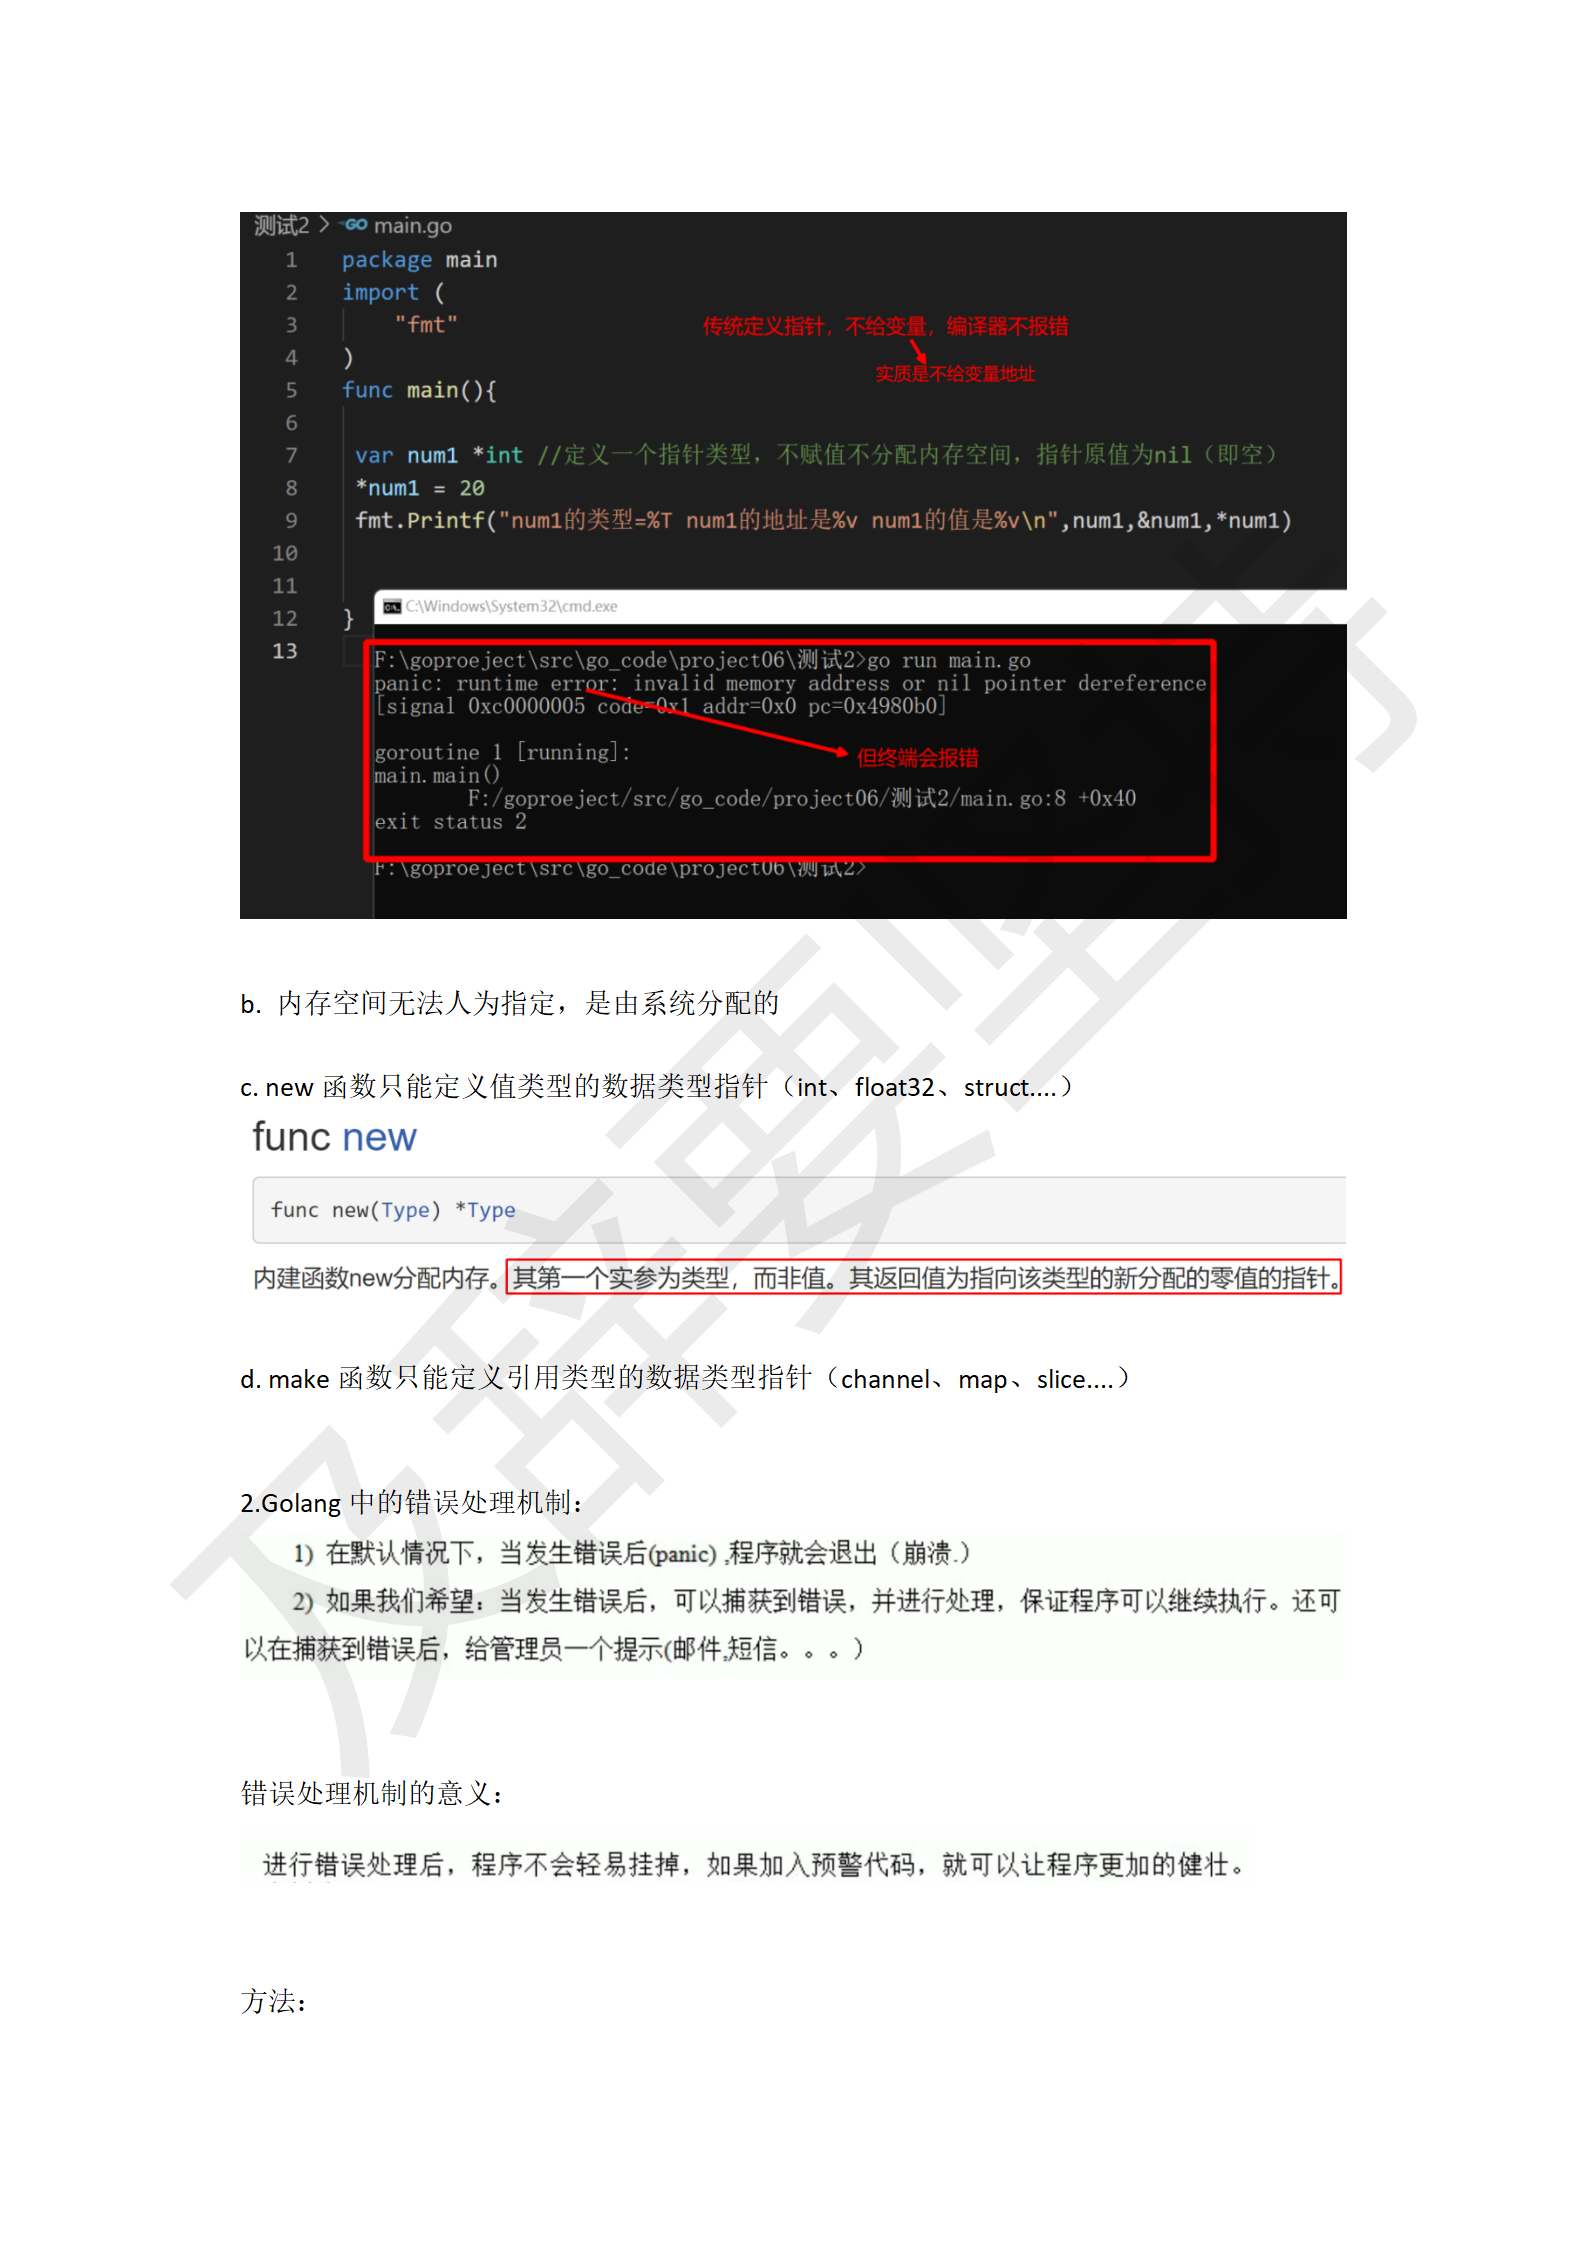 测试2 > GO main.go
1 package main
2 import (
3 "fmt"
传统定义指针，不给变量，编译器不报错
4 )
实质是不给变量地址
5 func main(){
6
7 var num1 *int //定义一个指针类型，不赋值不分配内存空间，指针原值为nil（即空）
8 *num1 = 20
9 fmt.Printf("num1的类型=%T num1的地址是%v num1的值是%v\n",num1,&num1,*num1)
10
11
12 }
13
C:\Windows\System32\cmd.exe
F:\goproeject\src\go_code\project06\测试2>go run main.go
panic: runtime error: invalid memory address or nil pointer dereference
[signal 0xc0000005 code=0x1 addr=0x0 pc=0x4980b0]
goroutine 1 [running]:
但终端会报错
main.main()
F:/goproeject/src/go_code/project06/测试2/main.go:8 +0x40
exit status 2
F:\goproeject\src\go_code\project06\测试2>
b. 内存空间无法人为指定，是由系统分配的
c. new 函数只能定义值类型的数据类型指针（int、float32、struct....）
func new
func new(Type) *Type
内建函数new分配内存。其第一个实参为类型，而非值。其返回值为指向该类型的新分配的零值的指针。
d. make 函数只能定义引用类型的数据类型指针（channel、map、slice....）
2.Golang 中的错误处理机制：
1) 在默认情况下，当发生错误后(panic) ,程序就会退出（崩溃.）
2) 如果我们希望：当发生错误后，可以捕获到错误，并进行处理，保证程序可以继续执行。还可
以在捕获到错误后，给管理员一个提示(邮件,短信。。。）
错误处理机制的意义：
进行错误处理后，程序不会轻易挂掉，如果加入预警代码，就可以让程序更加的健壮。
方法：